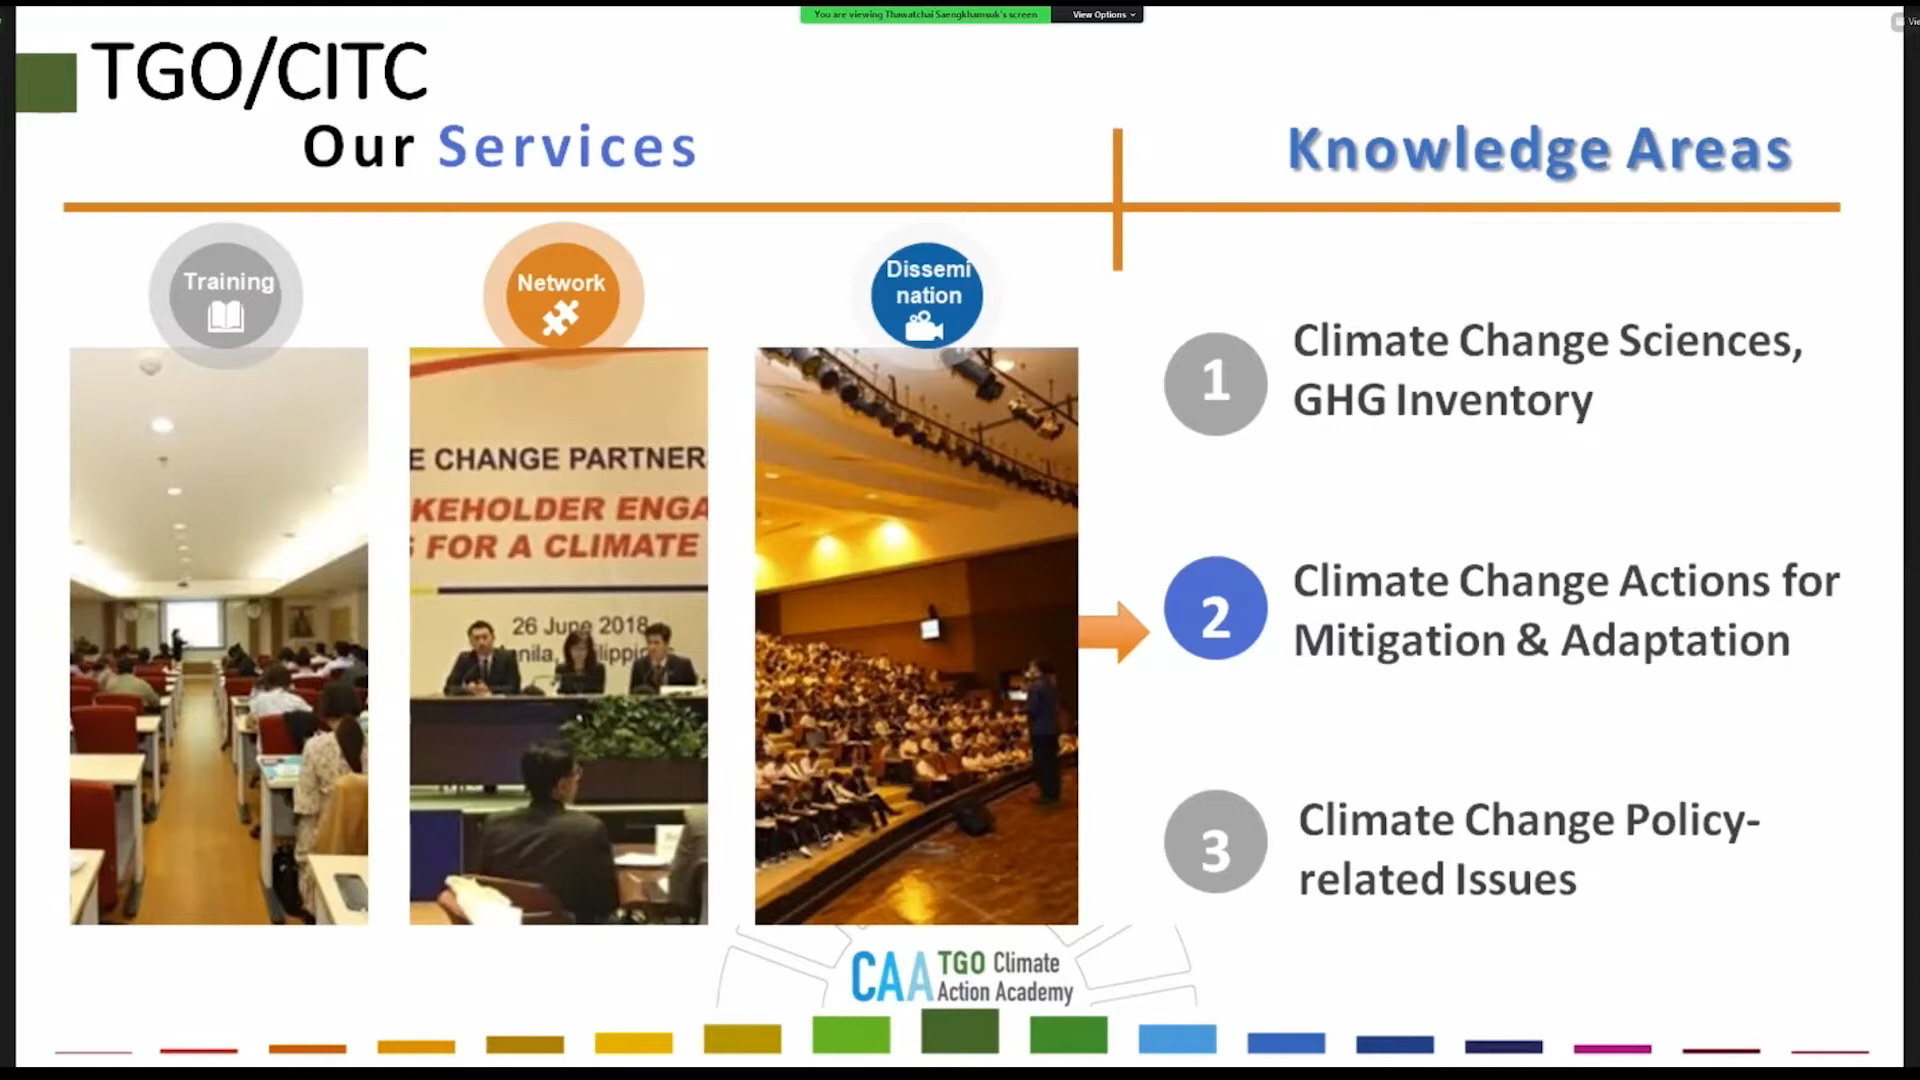 You are viewing Thawatchai Saengkhamsuk's screen
View Options
Vie
TGO/CITC
Our Services
Knowledge Areas
Training
Network
Dissemi
nation
E CHANGE PARTNER
KEHOLDER ENGA
FOR A CLIMATE
26 June 2018
1
Climate Change Sciences,
GHG Inventory
2
Climate Change Actions for
Mitigation & Adaptation
3
Climate Change Policy-
related Issues
CAA TGO Climate
Action Academy